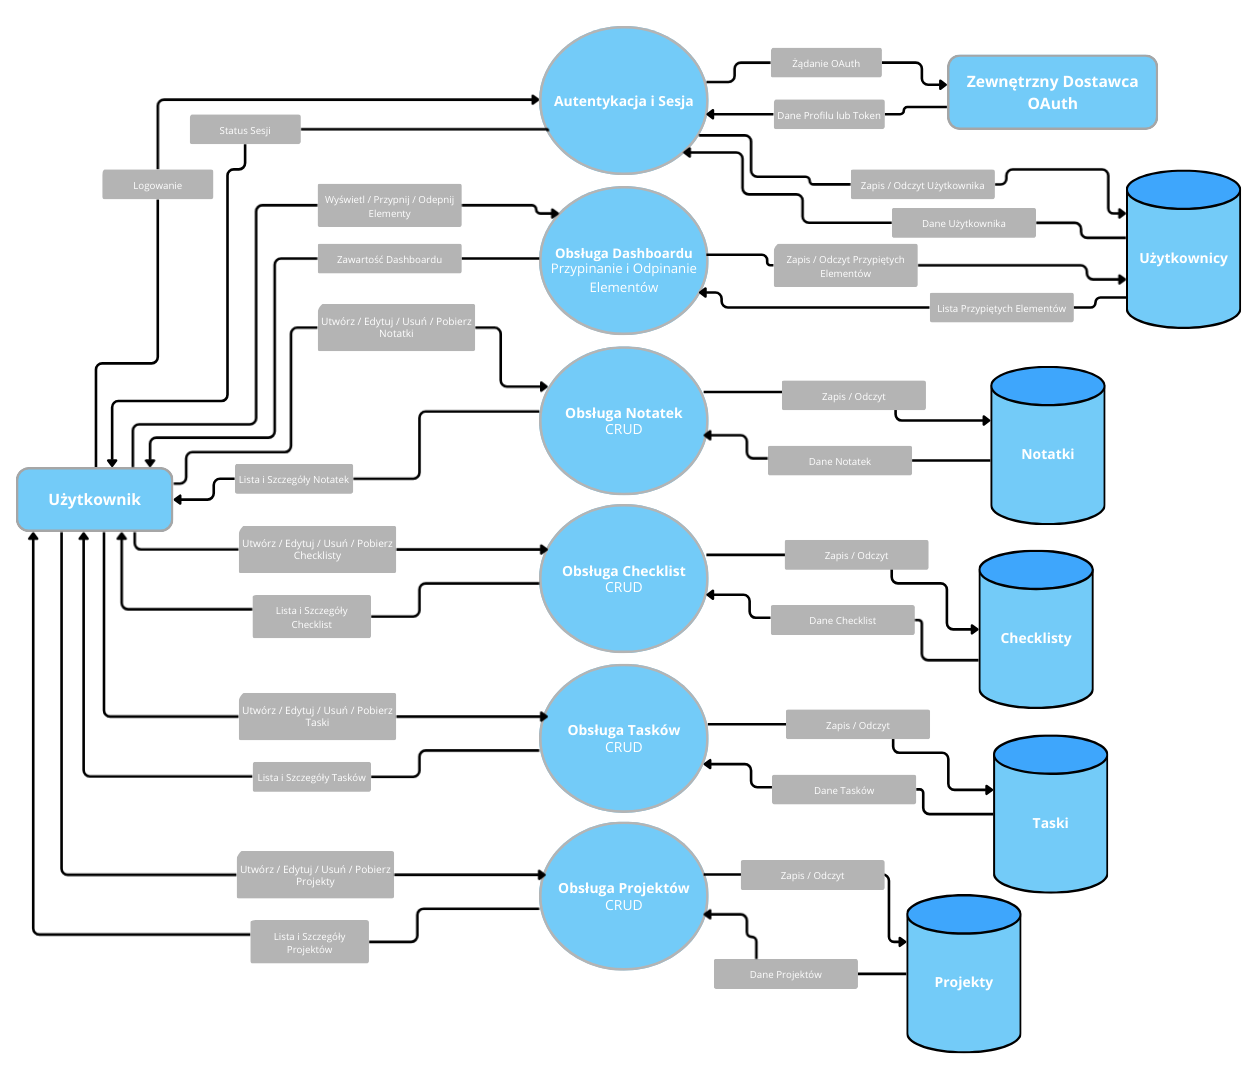 Żądanie OAuth
Zewnętrzny Dostawca
OAuth
Autentykacja i Sesja
Dane Profilu lub Token
Status Sesji
Logowanie
Zapis / Odczyt Użytkownika
Dane Użytkownika
Użytkownicy
Wyświetl / Przypnij / Odepnij
Elementy
Zawartość Dashboardu
Obsługa Dashboardu
Przypinanie i Odpinanie
Elementów
Zapis / Odczyt Przypiętych
Elementów
Lista Przypiętych Elementów
Utwórz / Edytuj / Usuń / Pobierz
Notatki
Obsługa Notatek
CRUD
Zapis / Odczyt
Dane Notatek
Notatki
Lista i Szczegóły Notatek
Użytkownik
Utwórz / Edytuj / Usuń / Pobierz
Checklisty
Lista i Szczegóły
Checklist
Obsługa Checklist
CRUD
Zapis / Odczyt
Dane Checklist
Checklisty
Utwórz / Edytuj / Usuń / Pobierz
Taski
Lista i Szczegóły Tasków
Obsługa Tasków
CRUD
Zapis / Odczyt
Dane Tasków
Taski
Utwórz / Edytuj / Usuń / Pobierz
Projekty
Lista i Szczegóły
Projektów
Obsługa Projektów
CRUD
Zapis / Odczyt
Dane Projektów
Projekty